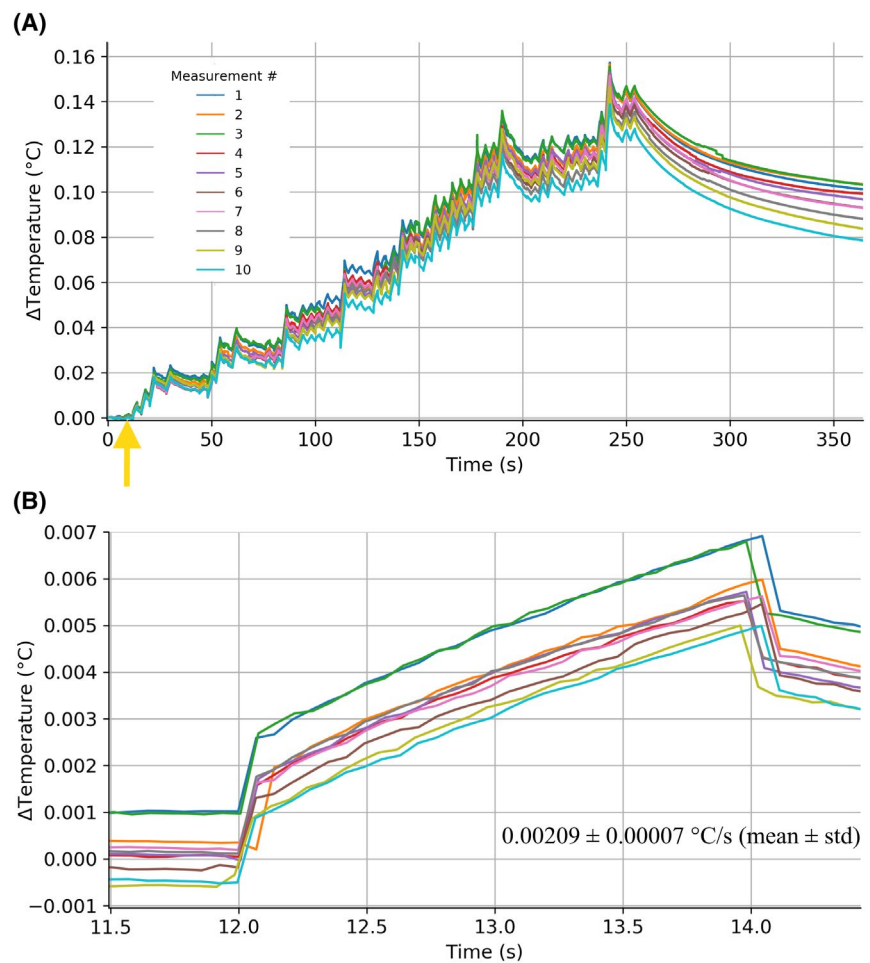 (A)
0.16
0.14
0.12
0.10
0.08
0.06
0.04
0.02
0.00
ΔTemperature (°C)
Measurement #
1
2
3
4
5
6
7
8
9
10
0 50 100 150 200 250 300 350
Time (s)
(B)
0.007
0.006
0.005
0.004
0.003
0.002
0.001
0.000
−0.001
ΔTemperature (°C)
0.00209 ± 0.00007 °C/s (mean ± std)
11.5 12.0 12.5 13.0 13.5 14.0
Time (s)